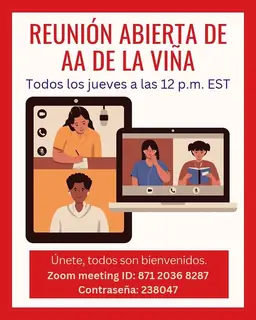 REUNIÓN ABIERTA DE
AA DE LA VIÑA
Todos los jueves a las 12 p.m. EST
Únete, todos son bienvenidos.
Zoom meeting ID: 871 2036 8287
Contraseña: 238047